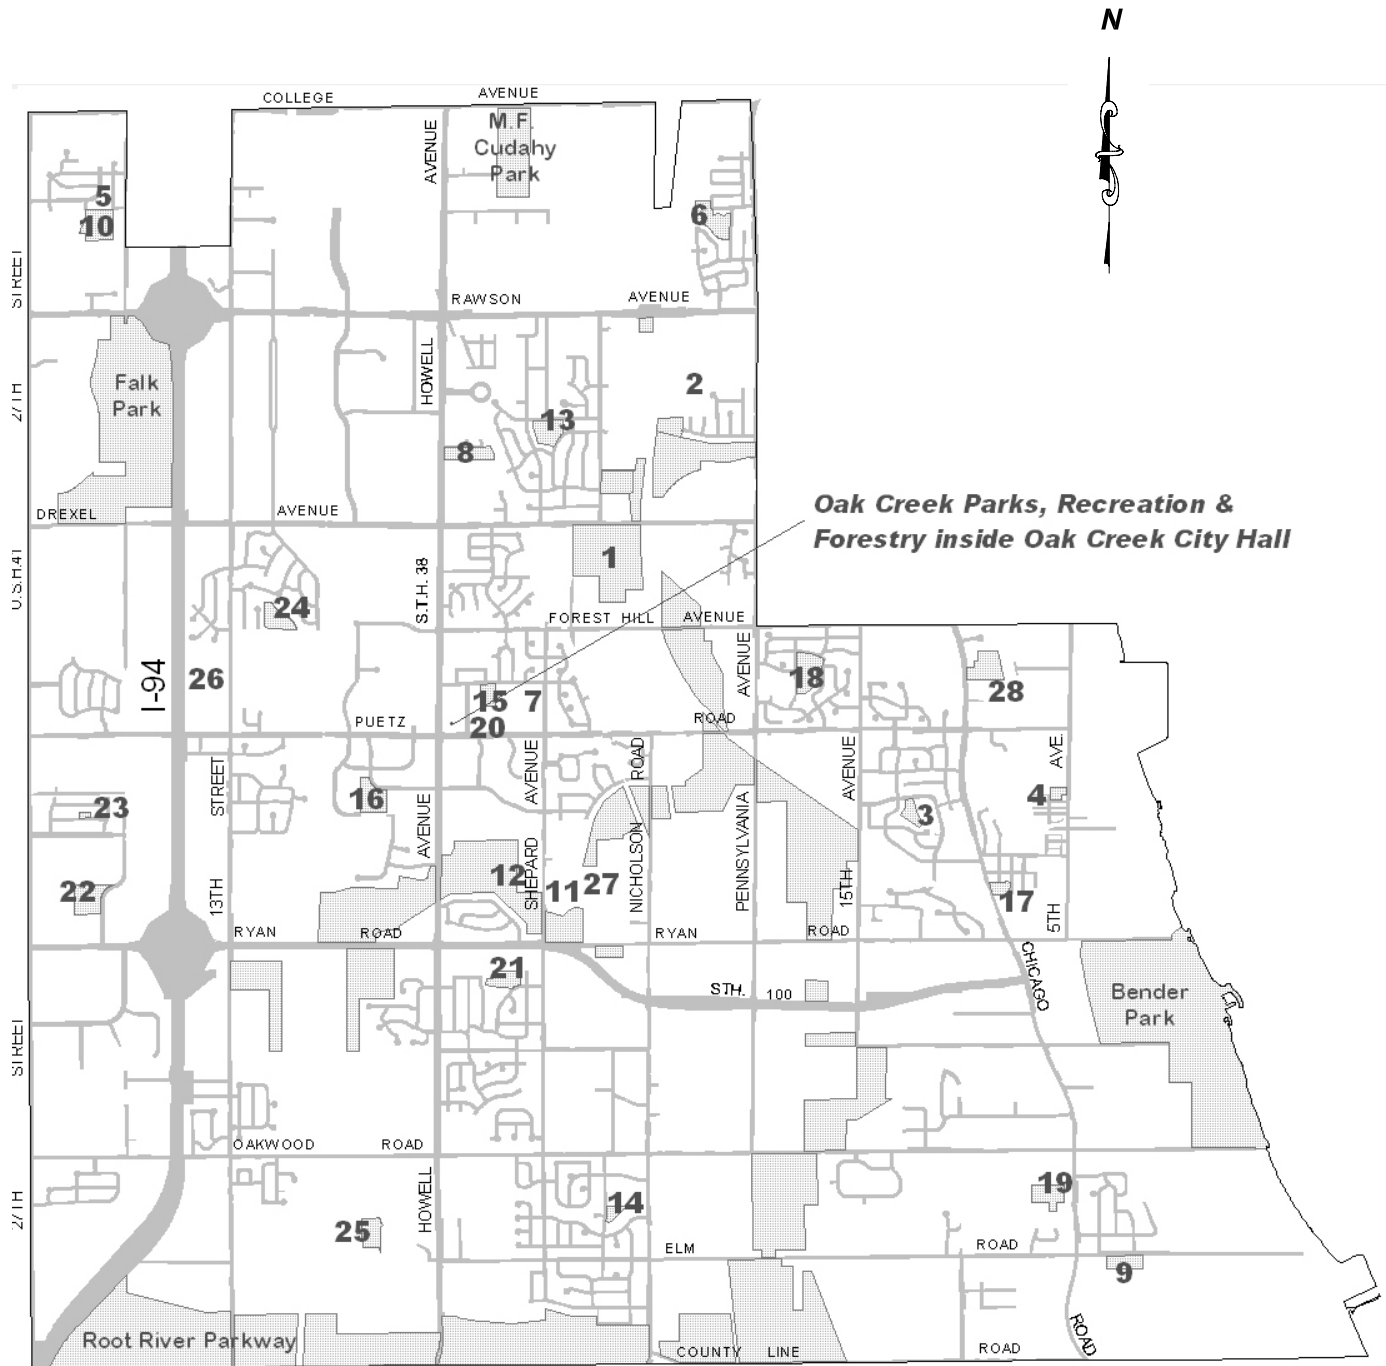 N
COLLEGE AVENUE
M.F.
Cudahy
Park
AVENUE
5
10
6
STREET
RAWSON AVENUE
Falk
Park
27TH
HOWELL
2
13
8
DREXEL AVENUE
Oak Creek Parks, Recreation &
Forestry inside Oak Creek City Hall
1
U.S.H.41
S.T.H. 38
24
FOREST HILL AVENUE
AVENUE
I-94
26
15 7
18
28
20
PUETZ ROAD
STREET
AVENUE
ROAD
AVENUE
AVE.
23
16
4
3
AVENUE
SHEPARD
NICHOLSON
PENNSYLVANIA
22
12
11
27
15TH
17
13TH
5TH
RYAN ROAD
RYAN ROAD
21
STH. 100
CHICAGO
Bender
Park
STREET
OAKWOOD ROAD
27TH
HOWELL
14
19
25
ELM ROAD
9
Root River Parkway
COUNTY LINE ROAD
ROAD